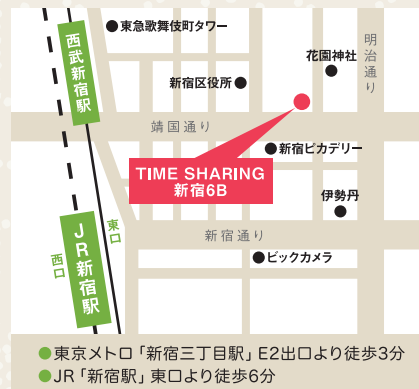 東急歌舞伎町タワー
西武新宿駅
花園神社
明治通り
新宿区役所
靖国通り
新宿ピカデリー
TIME SHARING
新宿6B
伊勢丹
東口
新宿通り
JR新宿駅
西口
ビックカメラ
東京メトロ「新宿三丁目駅」E2出口より徒歩3分
JR「新宿駅」東口より徒歩6分